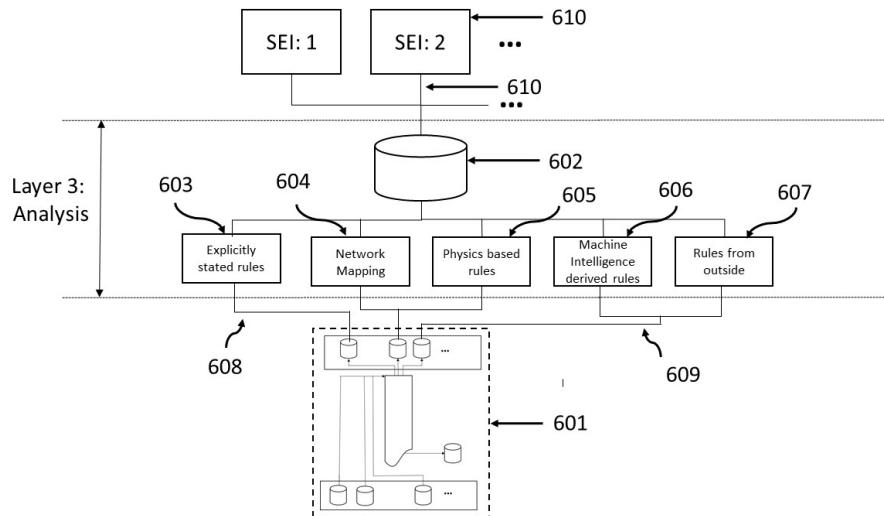 610
SEI: 1
SEI: 2
...
610
...
602
Layer 3:
Analysis
603
604
605
606
607
Explicitly
stated rules
Network
Mapping
Physics based
rules
Machine
Intelligence
derived rules
Rules from
outside
608
609
...
601
...